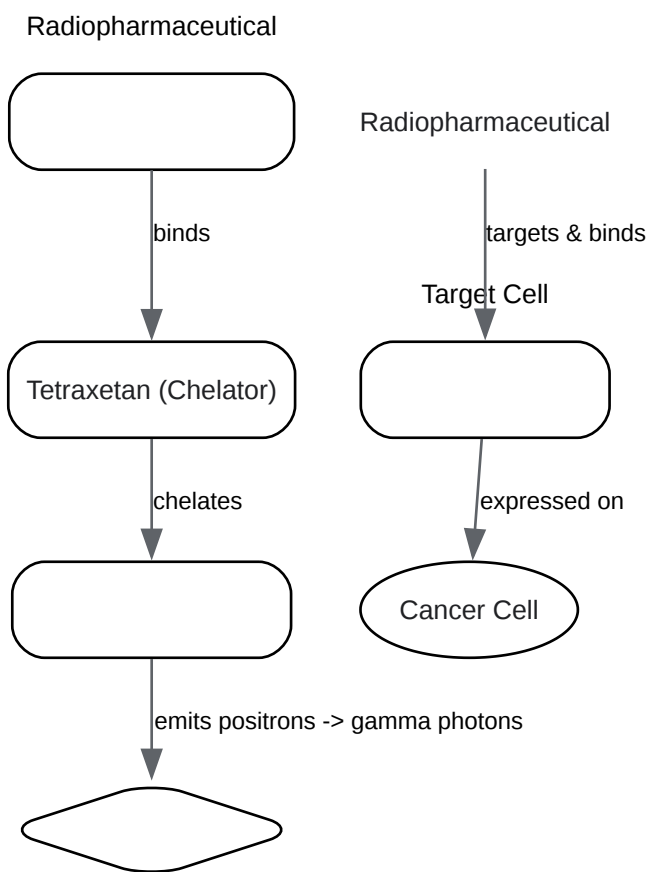 Radiopharmaceutical
Radiopharmaceutical
binds
targets & binds
Target Cell
Tetraxetan (Chelator)
chelates
expressed on
Cancer Cell
emits positrons -> gamma photons